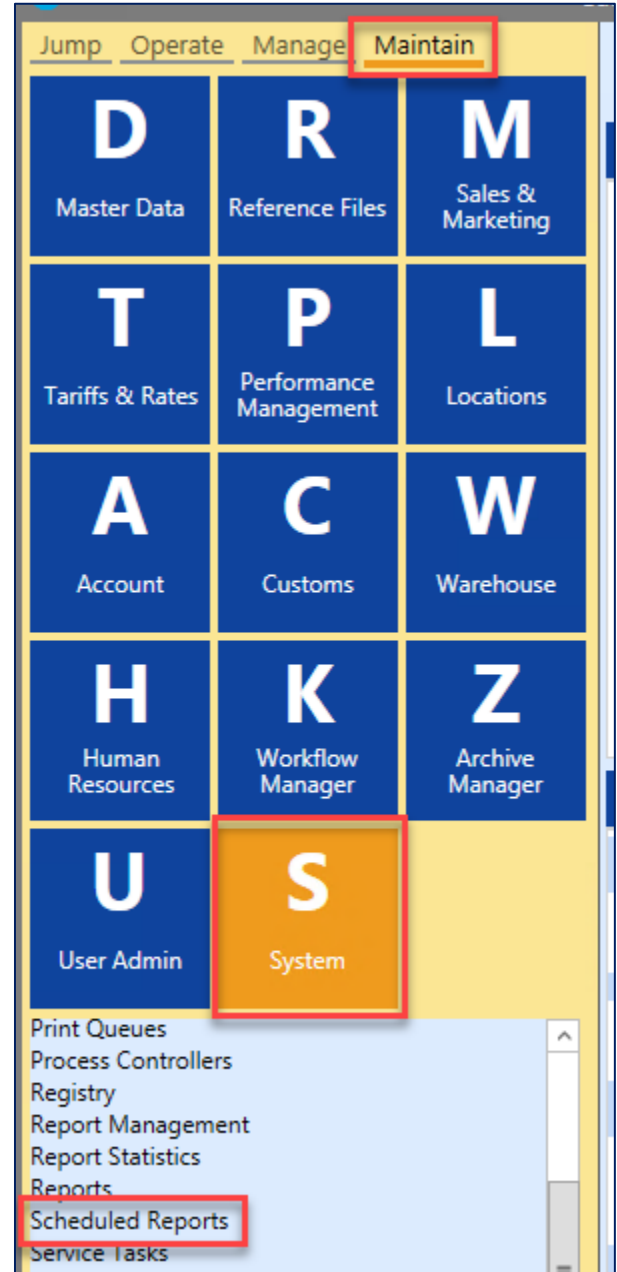 Jump Operate Manage Maintain
D R M
Master Data Reference Files Sales &
Marketing
T P L
Tariffs & Rates Performance
Management Locations
A C W
Account Customs Warehouse
H K Z
Human
Resources Workflow
Manager Archive
Manager
U S
User Admin System
Print Queues
Process Controllers
Registry
Report Management
Report Statistics
Reports
Scheduled Reports
Service Tasks